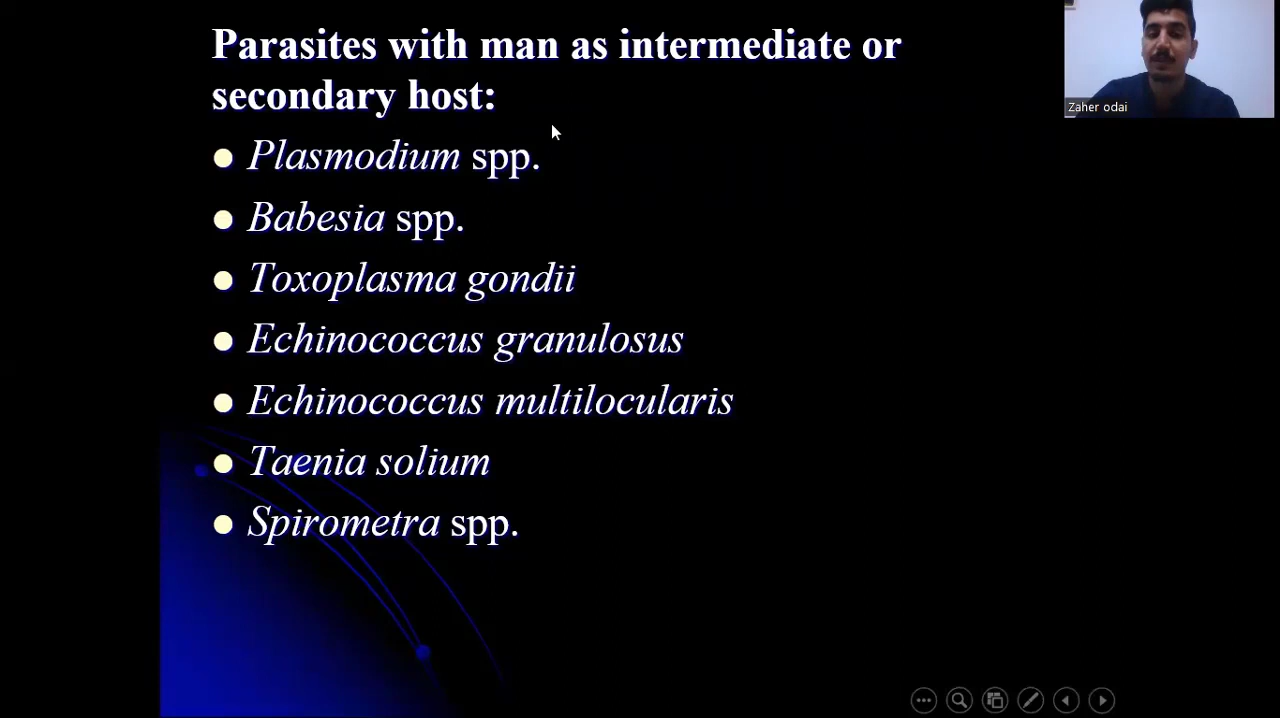 Parasites with man as intermediate or
secondary host:
Plasmodium spp.
Babesia spp.
Toxoplasma gondii
Echinococcus granulosus
Echinococcus multilocularis
Taenia solium
Spirometra spp.
Zaher odai